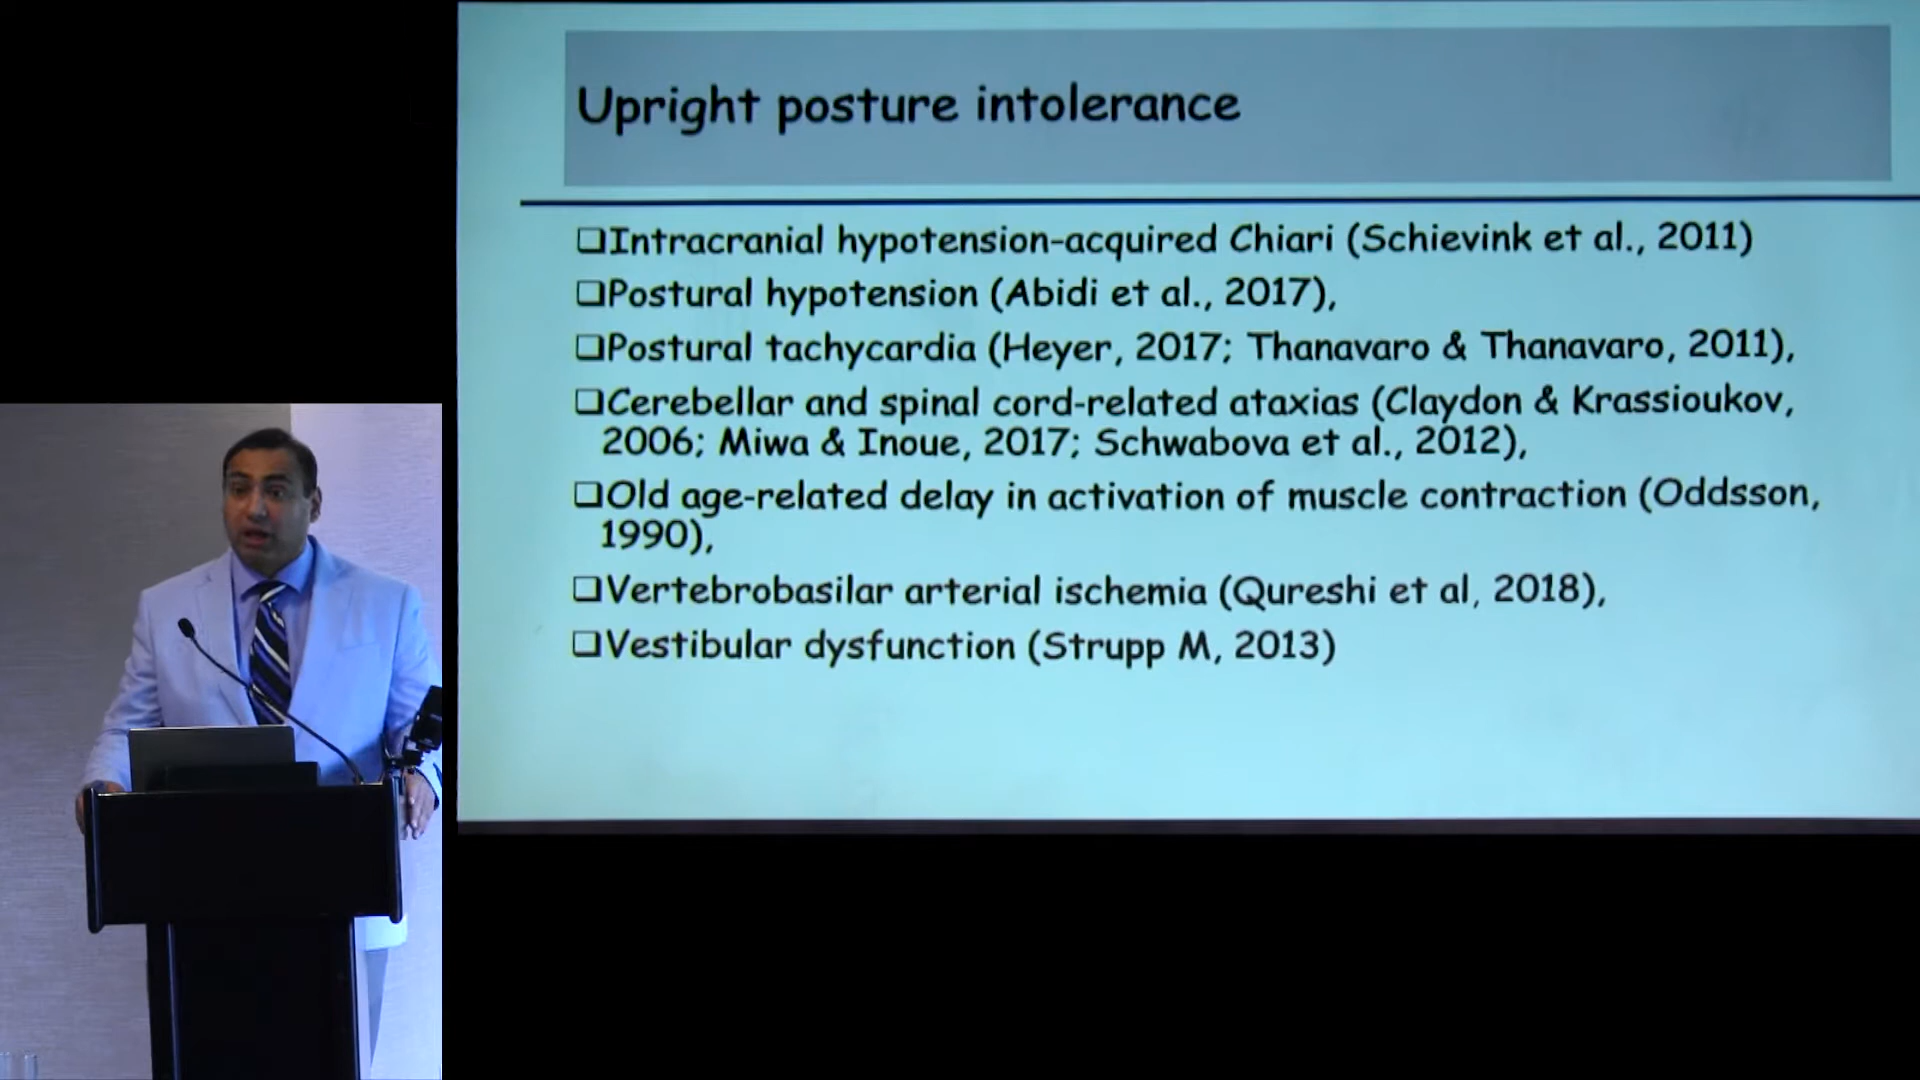 Upright posture intolerance
❑Intracranial hypotension-acquired Chiari (Schievink et al., 2011)
❑Postural hypotension (Abidi et al., 2017),
❑Postural tachycardia (Heyer, 2017; Thanavaro & Thanavaro, 2011),
❑Cerebellar and spinal cord-related ataxias (Claydon & Krassioukov,
2006; Miwa & Inoue, 2017; Schwabova et al., 2012),
❑Old age-related delay in activation of muscle contraction (Oddsson,
1990),
❑Vertebrobasilar arterial ischemia (Qureshi et al, 2018),
❑Vestibular dysfunction (Strupp M, 2013)